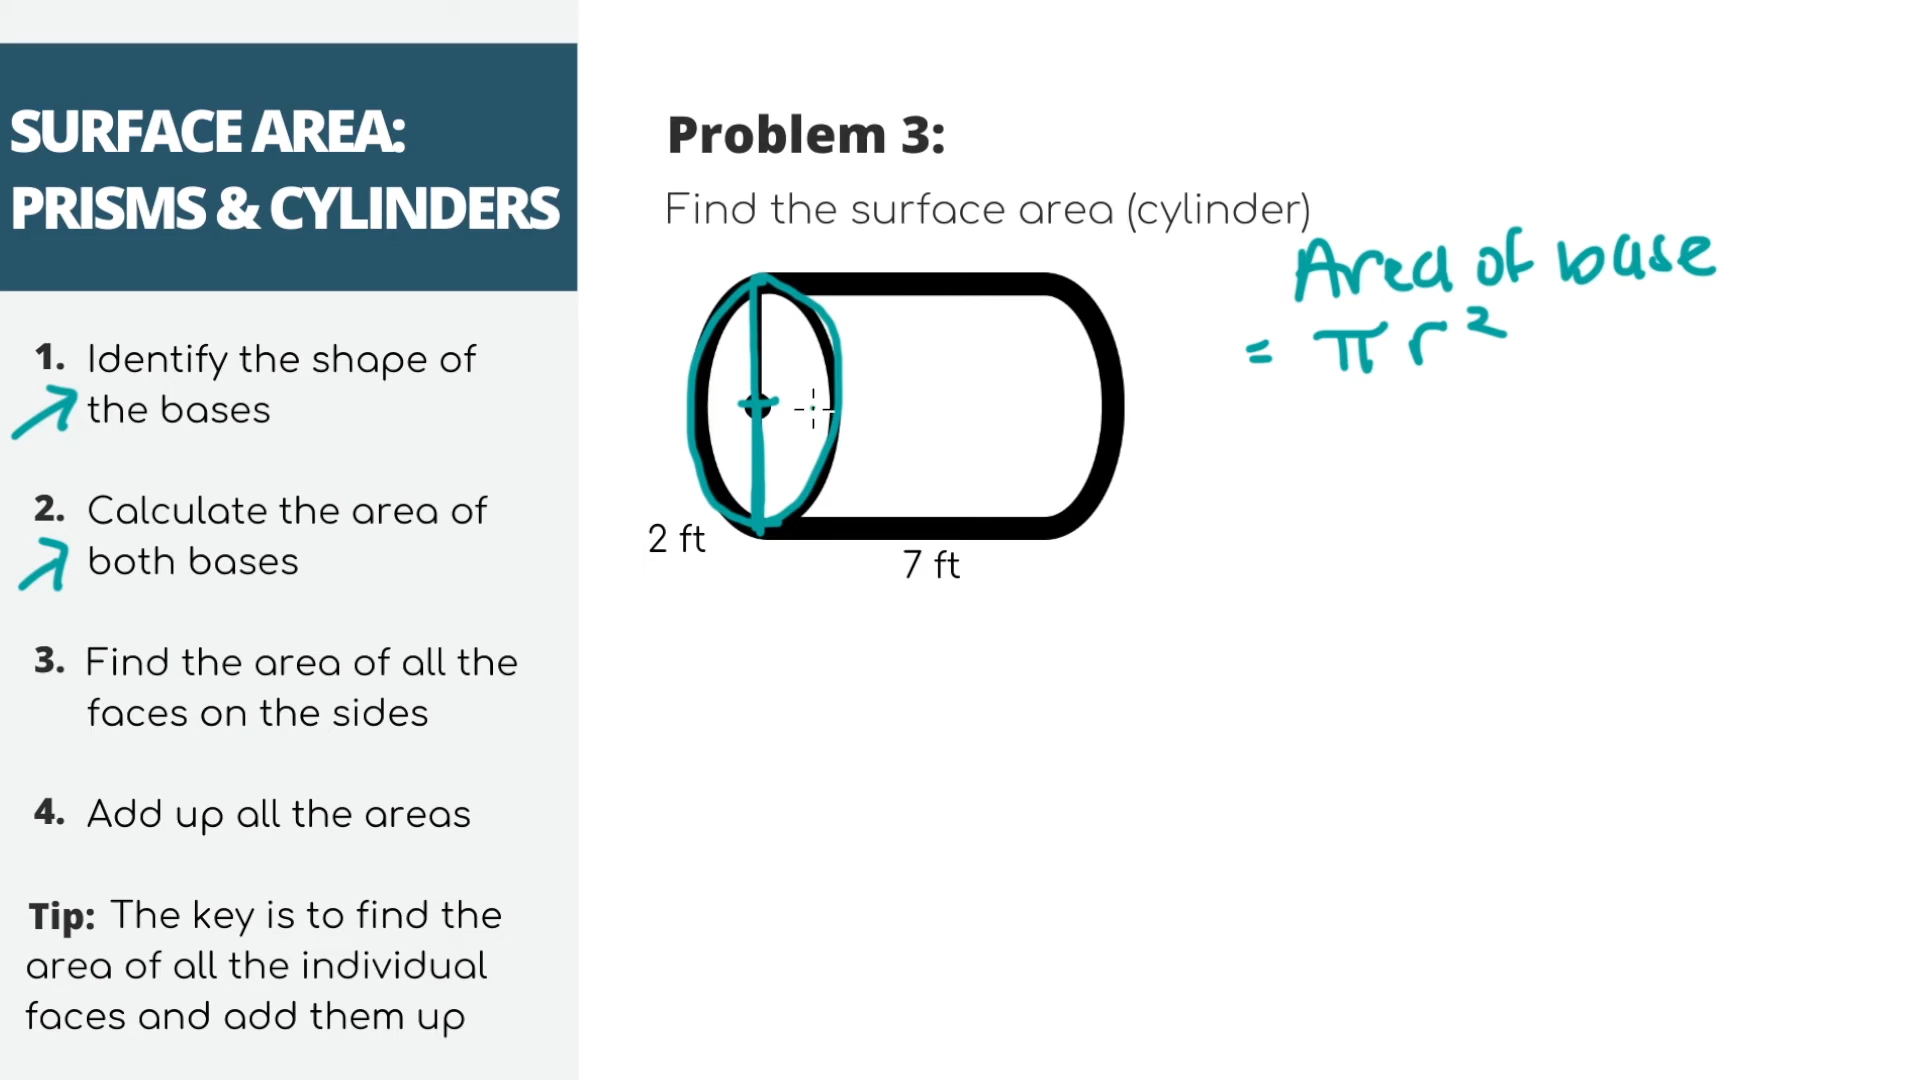 SURFACE AREA:
PRISMS & CYLINDERS
1. Identify the shape of
the bases
2. Calculate the area of
both bases
3. Find the area of all the
faces on the sides
4. Add up all the areas
Tip: The key is to find the
area of all the individual
faces and add them up
Problem 3:
Find the surface area (cylinder)
Area of base
= πr²
2 ft
7 ft